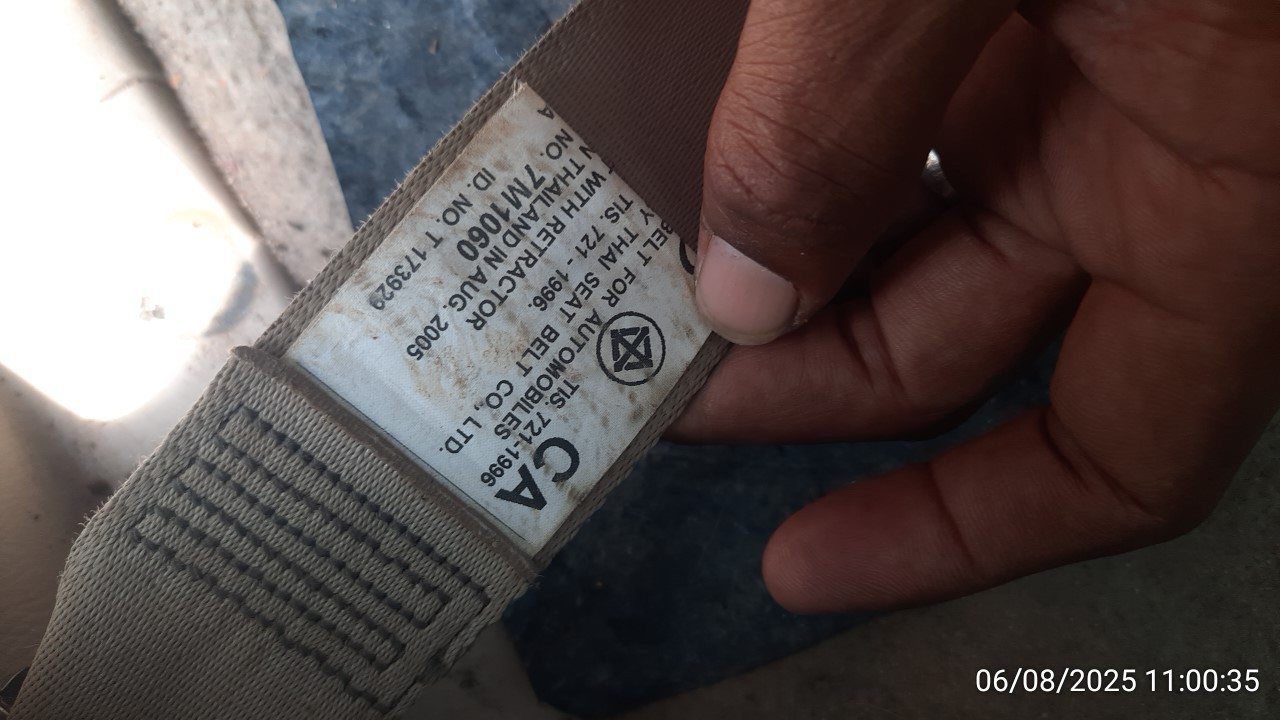 CA
TIS. 721-1996
BELT FOR AUTOMOBILES
Y THAI SEAT BELT CO., LTD.
TIS. 721 - 1996.
WITH RETRACTOR
N THAILAND IN AUG. 2005
NO. 7M1060
ID. NO. T 173929
06/08/2025 11:00:35